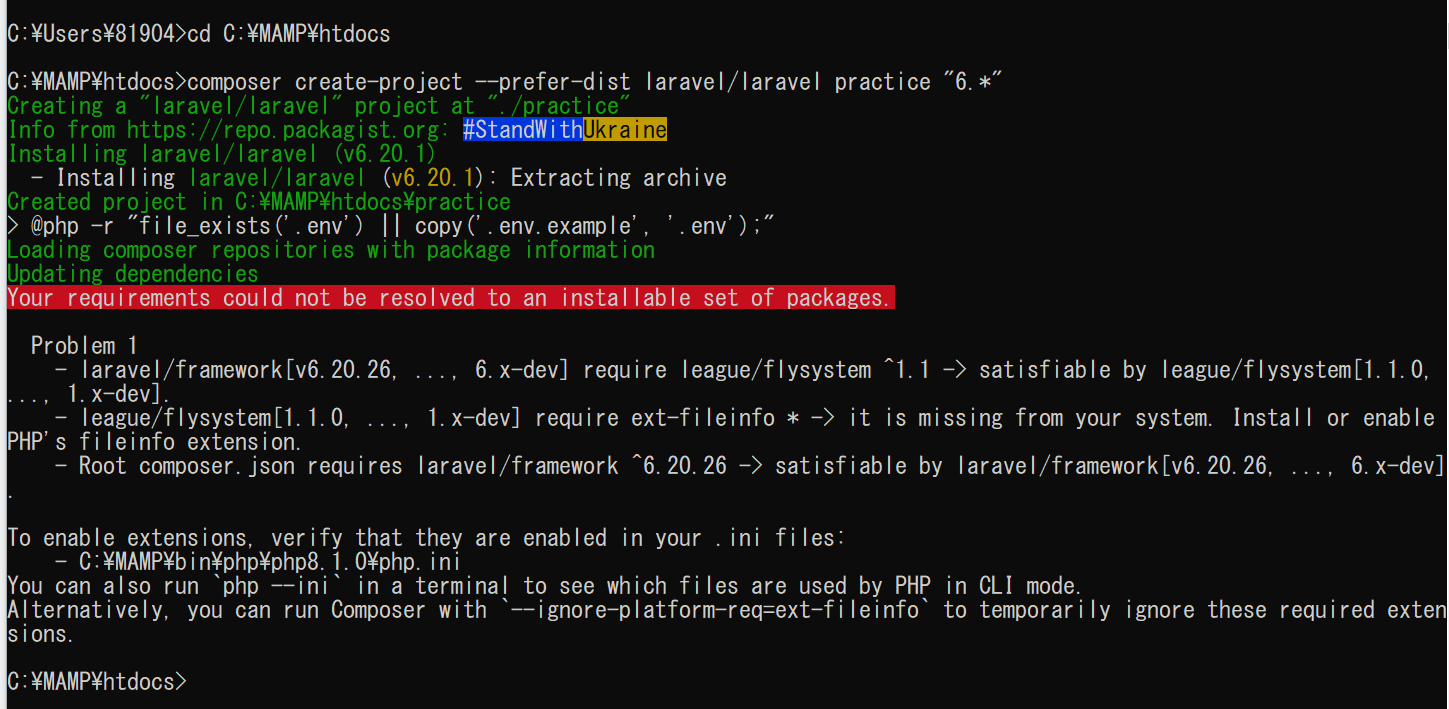 C:¥Users¥81904>cd C:¥MAMP¥htdocs
C:¥MAMP¥htdocs>composer create-project --prefer-dist laravel/laravel practice "6.*"
Creating a "laravel/laravel" project at "./practice"
Info from https://repo.packagist.org: #StandWithUkraine
Installing laravel/laravel (v6.20.1)
  - Installing laravel/laravel (v6.20.1): Extracting archive
Created project in C:¥MAMP¥htdocs¥practice
> @php -r "file_exists('.env') || copy('.env.example', '.env');"
Loading composer repositories with package information
Updating dependencies
Your requirements could not be resolved to an installable set of packages.
  Problem 1
    - laravel/framework[v6.20.26, ..., 6.x-dev] require league/flysystem ^1.1 -> satisfiable by league/flysystem[1.1.0,
..., 1.x-dev].
    - league/flysystem[1.1.0, ..., 1.x-dev] require ext-fileinfo * -> it is missing from your system. Install or enable
PHP's fileinfo extension.
    - Root composer.json requires laravel/framework ^6.20.26 -> satisfiable by laravel/framework[v6.20.26, ..., 6.x-dev]
.
To enable extensions, verify that they are enabled in your .ini files:
    - C:¥MAMP¥bin¥php¥php8.1.0¥php.ini
You can also run `php --ini` in a terminal to see which files are used by PHP in CLI mode.
Alternatively, you can run Composer with `--ignore-platform-req=ext-fileinfo` to temporarily ignore these required exten
sions.
C:¥MAMP¥htdocs>